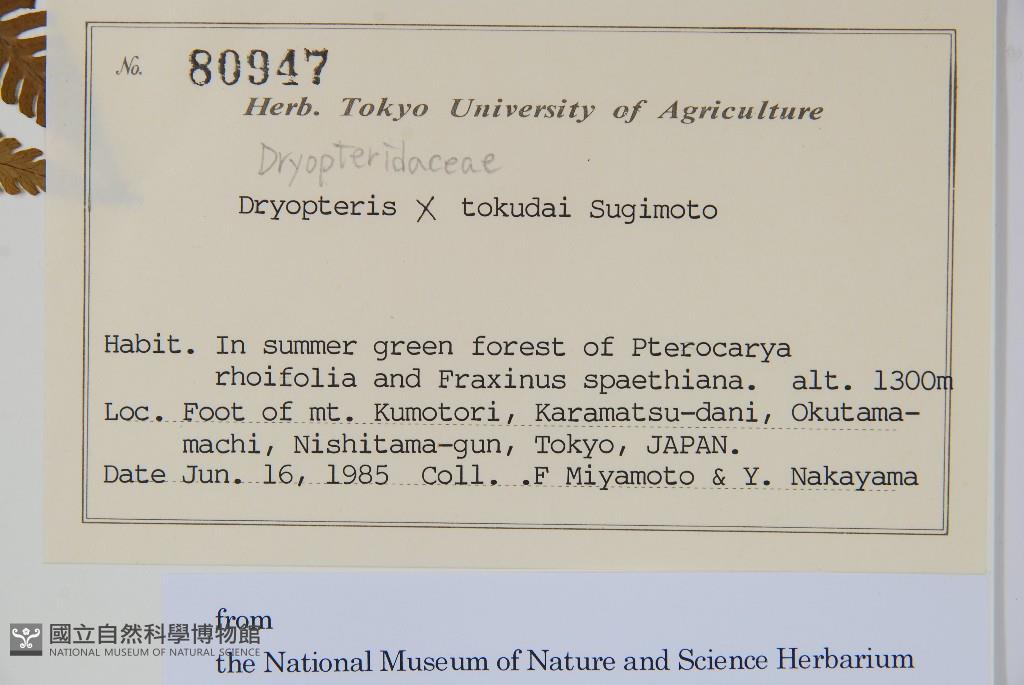 No. 80947
Herb. Tokyo University of Agriculture
Dryopteridaceae
Dryopteris X tokudai Sugimoto
Habit. In summer green forest of Pterocarya
rhoifolia and Fraxinus spaethiana. alt. 1300m
Loc. Foot of mt. Kumotori, Karamatsu-dani, Okutama-
machi, Nishitama-gun, Tokyo, JAPAN.
Date Jun. 16, 1985 Coll. .F Miyamoto & Y. Nakayama
from
the National Museum of Nature and Science Herbarium
國立自然科學博物館
NATIONAL MUSEUM OF NATURAL SCIENCE